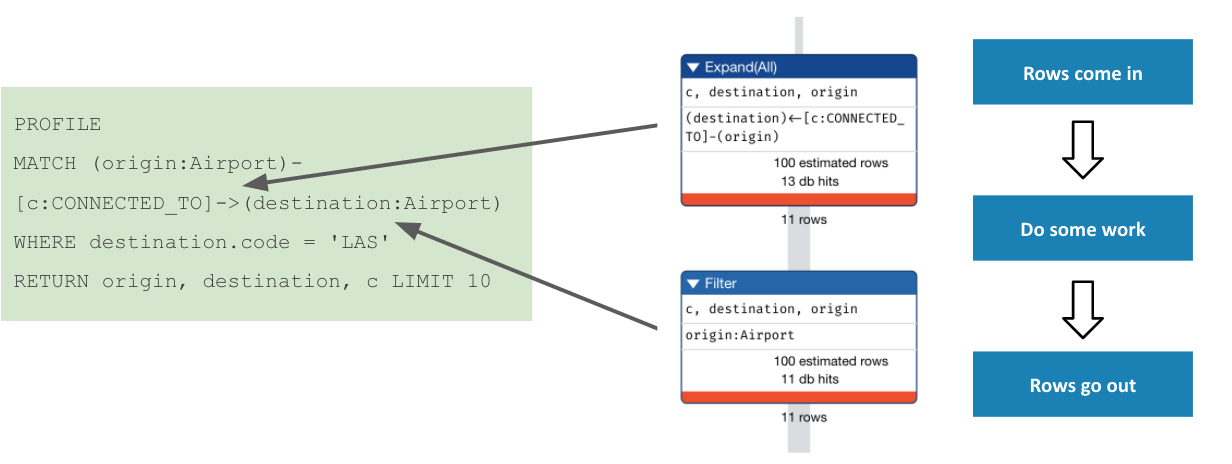 PROFILE
MATCH (origin:Airport)-
[c:CONNECTED_TO]->(destination:Airport)
WHERE destination.code = 'LAS'
RETURN origin, destination, c LIMIT 10
Expand(All)
c, destination, origin
(destination)←[c:CONNECTED_
TO]-(origin)
100 estimated rows
13 db hits
11 rows
Filter
c, destination, origin
origin:Airport
100 estimated rows
11 db hits
11 rows
Rows come in
Do some work
Rows go out